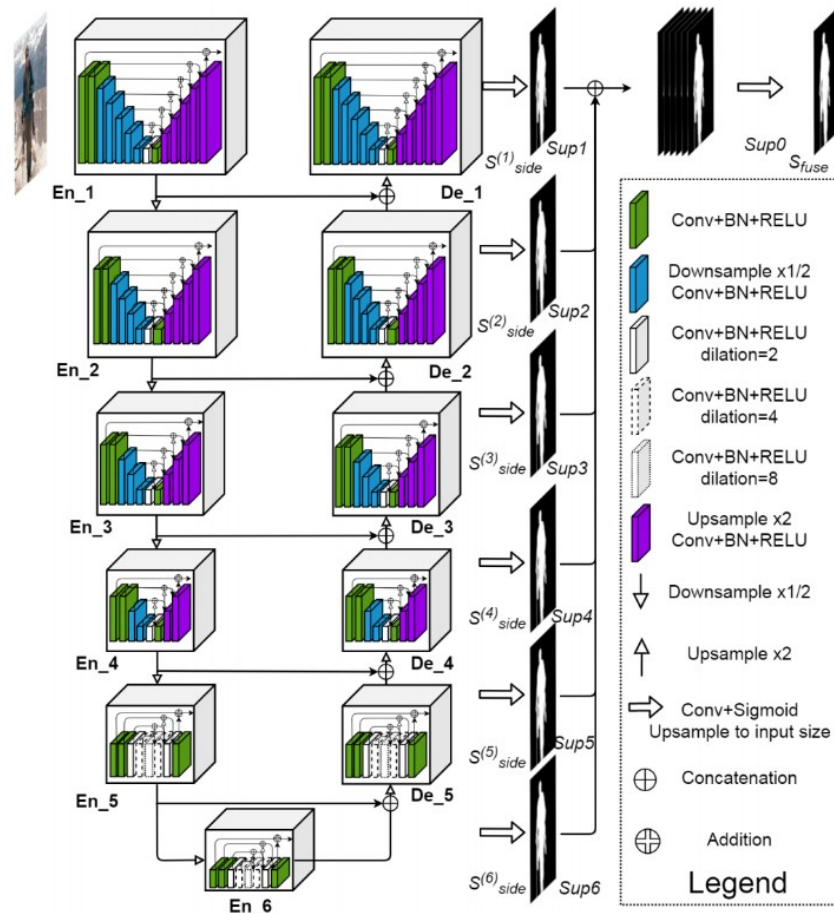 En_1
De_1
S(1)side
Sup1
Sup0
Sfuse
En_2
De_2
S(2)side
Sup2
En_3
De_3
S(3)side
Sup3
En_4
De_4
S(4)side
Sup4
En_5
De_5
S(5)side
Sup5
En_6
S(6)side
Sup6
Conv+BN+RELU
Downsample x1/2
Conv+BN+RELU
Conv+BN+RELU
dilation=2
Conv+BN+RELU
dilation=4
Conv+BN+RELU
dilation=8
Upsample x2
Conv+BN+RELU
Downsample x1/2
Upsample x2
Conv+Sigmoid
Upsample to input size
Concatenation
Addition
Legend